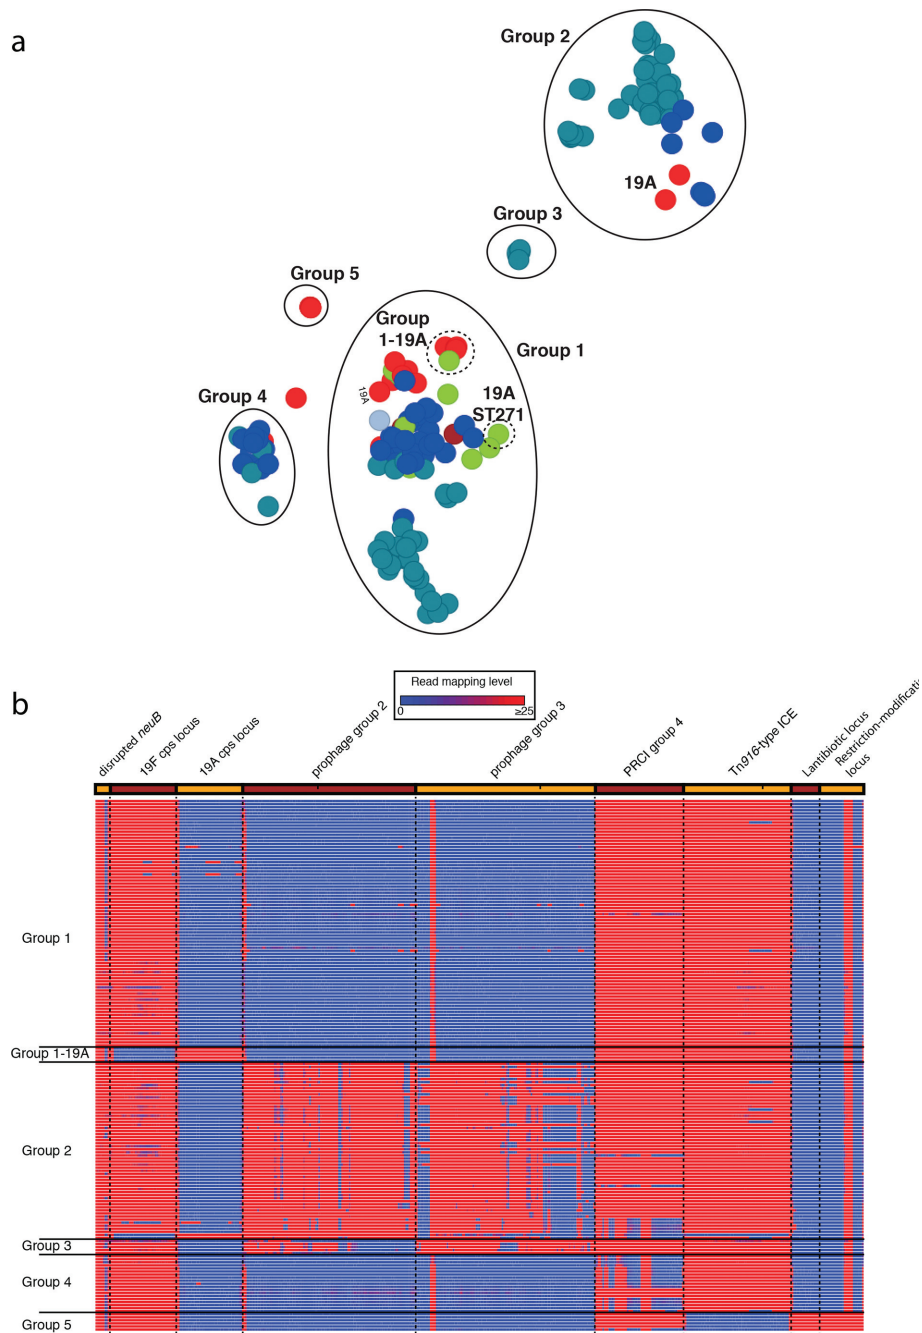 a
Group 2
19A
Group 3
Group 5
Group
1-19A
Group 1
19A
19A
ST271
Group 4
b
Read mapping level
0
≥25
disrupted neuB
19F cps locus
19A cps locus
prophage group 2
prophage group 3
PRCI group 4
Tn916-type ICE
Lantibiotic locus
Restriction-modificatio
locus
Group 1
Group 1-19A
Group 2
Group 3
Group 4
Group 5